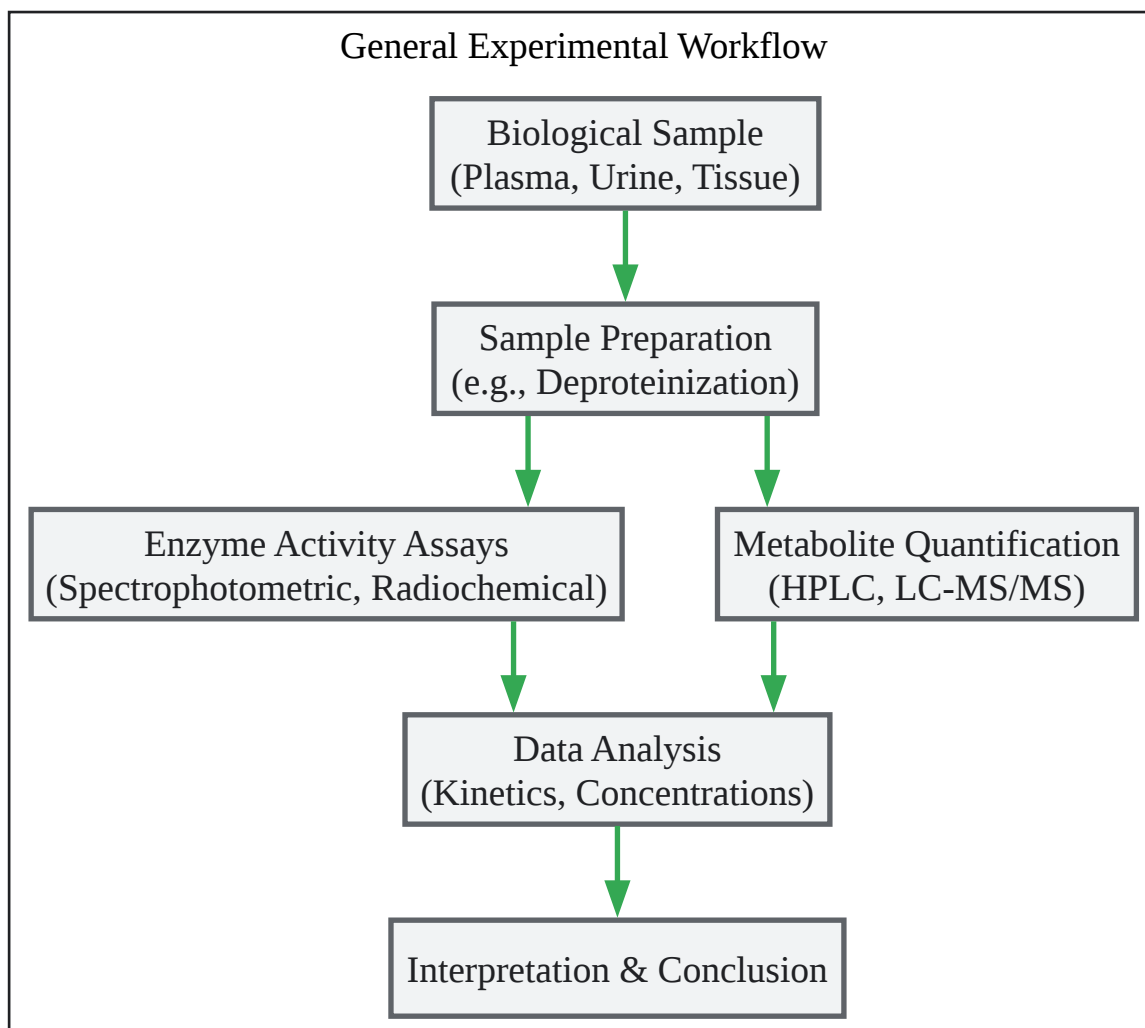 General Experimental Workflow
Biological Sample
(Plasma, Urine, Tissue)
Sample Preparation
(e.g., Deproteinization)
Enzyme Activity Assays
(Spectrophotometric, Radiochemical)
Metabolite Quantification
(HPLC, LC-MS/MS)
Data Analysis
(Kinetics, Concentrations)
Interpretation & Conclusion